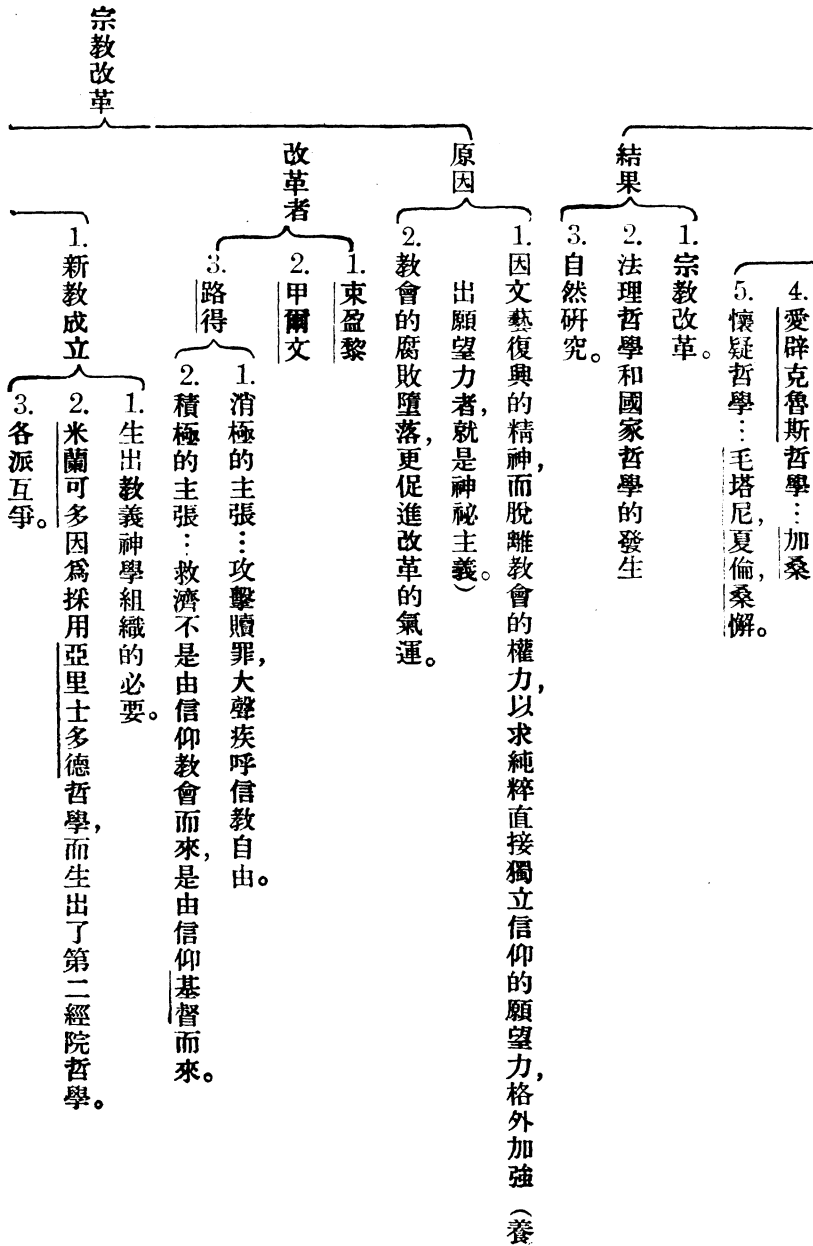 4. 愛辟克魯斯哲學…加桑
5. 懷疑哲學…毛塔尼，夏倫，桑懈。
結果
1. 宗教改革。
2. 法理哲學和國家哲學的發生
3. 自然研究。
宗教改革
原因
1. 因文藝復興的精神，而脫離教會的權力，以求純粹直接獨立信仰的願望力，格外加強（養
出願望力者，就是神祕主義。）
2. 教會的腐敗墮落，更促進改革的氣運。
改革者
1. 東盈黎
2. 甲爾文
3. 路得
1. 消極的主張…攻擊贖罪，大聲疾呼信教自由。
2. 積極的主張…救濟不是由信仰教會而來，是由信仰基督而來。
1. 新教成立
1. 生出教義神學組織的必要。
2. 米蘭可多因爲採用亞里士多德哲學，而生出了第二經院哲學。
3. 各派互爭。